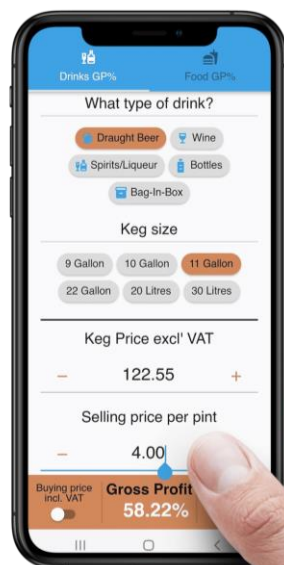 Drinks GP% Food GP%
What type of drink?
Draught Beer Wine
Spirits/Liqueur Bottles
Bag-In-Box
Keg size
9 Gallon 10 Gallon 11 Gallon
22 Gallon 20 Litres 30 Litres
Keg Price excl' VAT
− 122.55 +
Selling price per pint
− 4.00
Buying price
incl. VAT
Gross Profit
58.22%